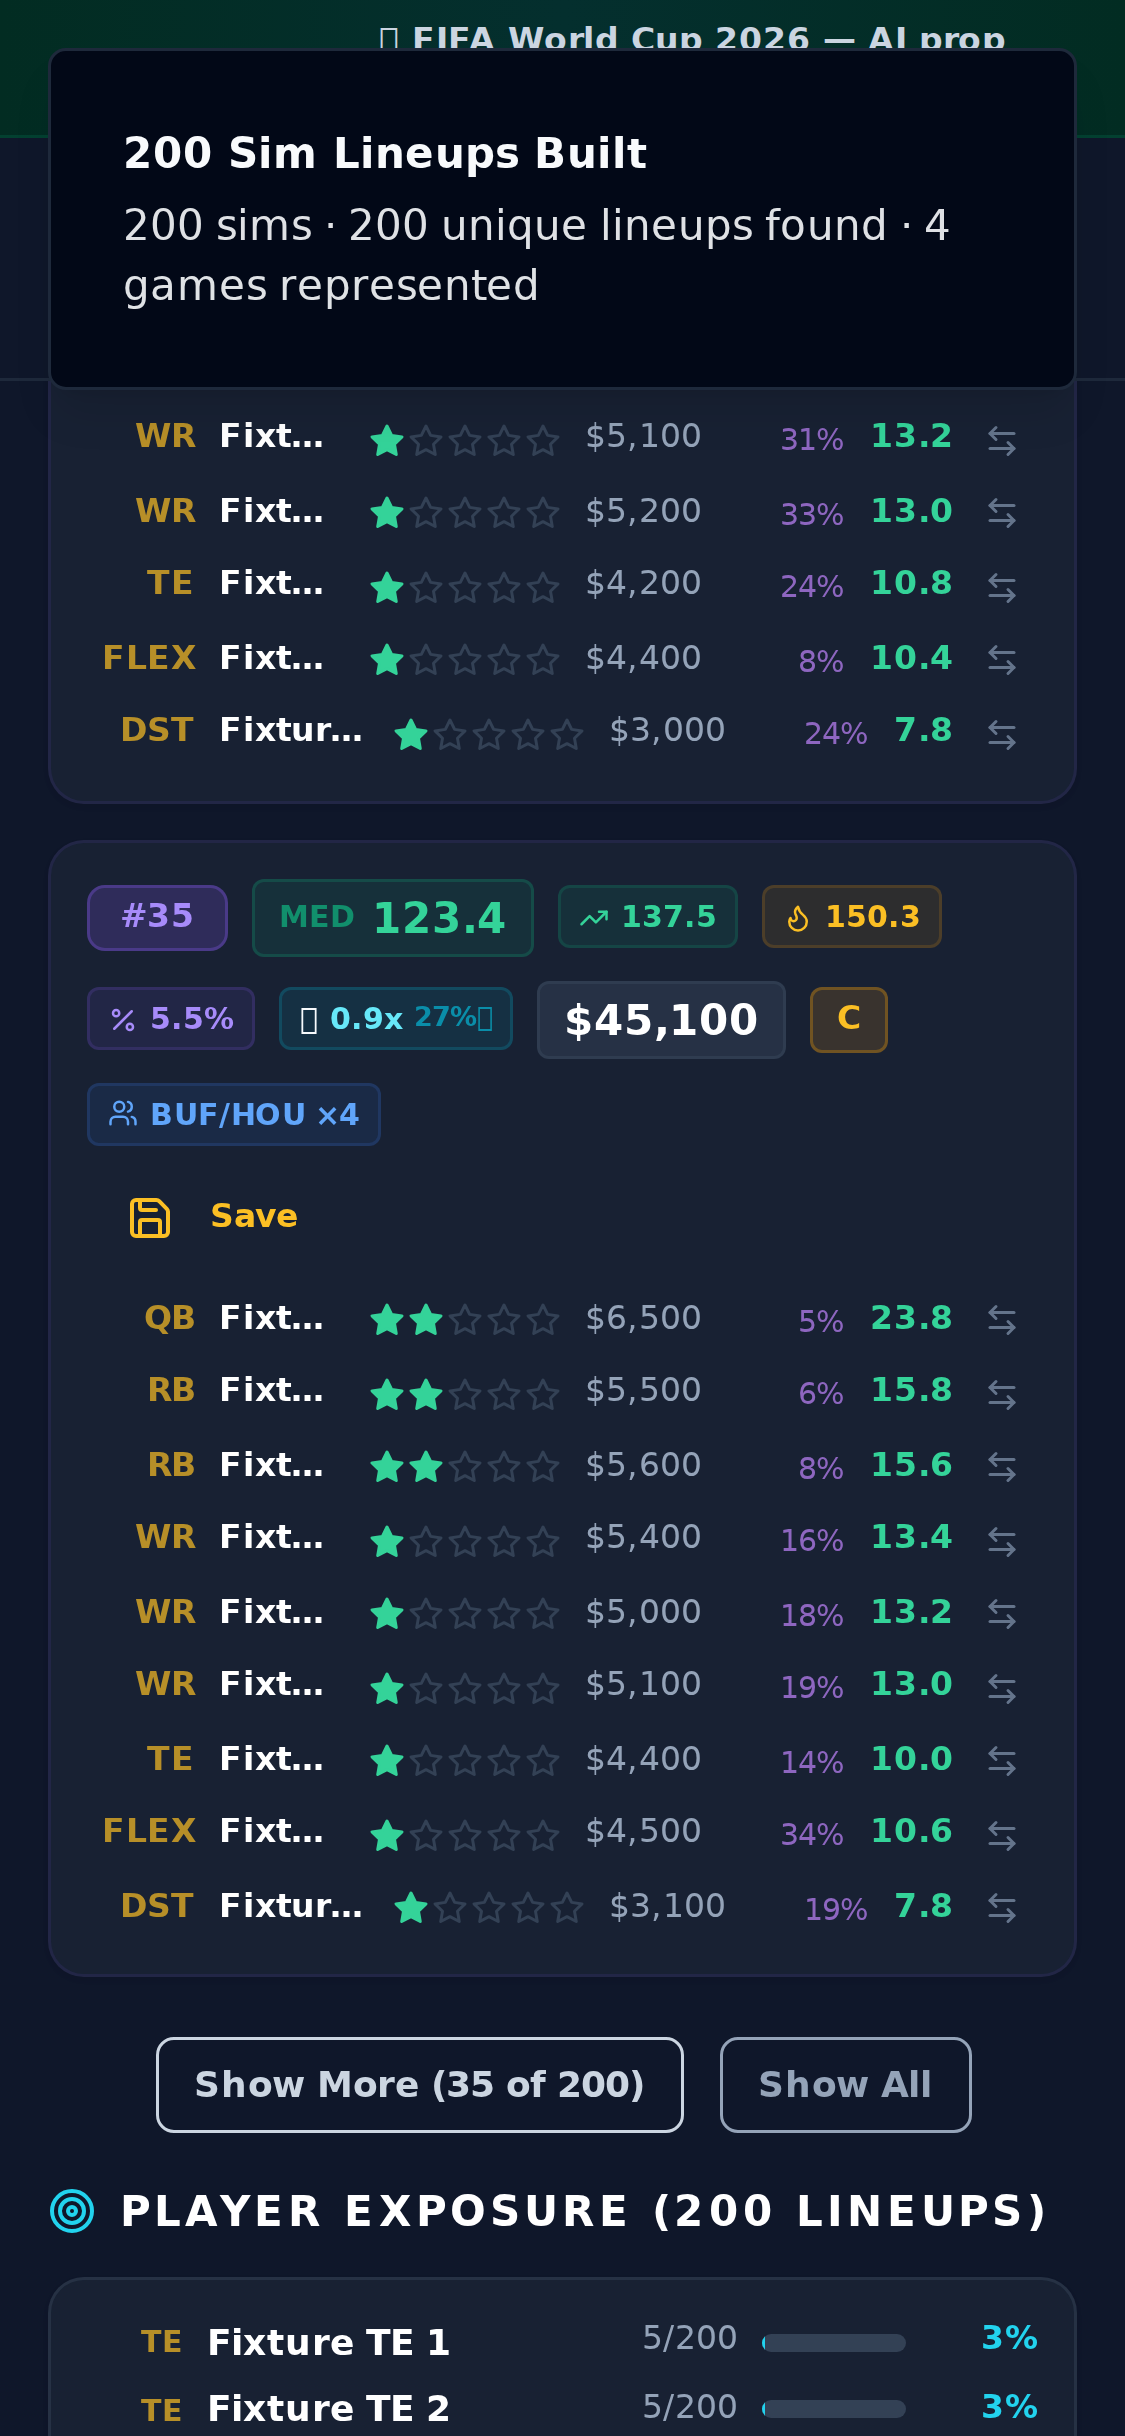 FIFA World Cup 2026 — AI prop
200 Sim Lineups Built
200 sims · 200 unique lineups found · 4
games represented
WR Fixt... $5,100 31% 13.2
WR Fixt... $5,200 33% 13.0
TE Fixt... $4,200 24% 10.8
FLEX Fixt... $4,400 8% 10.4
DST Fixtur... $3,000 24% 7.8
#35 MED 123.4 137.5 150.3
5.5% 0.9x 27% $45,100 C
BUF/HOU ×4
Save
QB Fixt... $6,500 5% 23.8
RB Fixt... $5,500 6% 15.8
RB Fixt... $5,600 8% 15.6
WR Fixt... $5,400 16% 13.4
WR Fixt... $5,000 18% 13.2
WR Fixt... $5,100 19% 13.0
TE Fixt... $4,400 14% 10.0
FLEX Fixt... $4,500 34% 10.6
DST Fixtur... $3,100 19% 7.8
Show More (35 of 200) Show All
PLAYER EXPOSURE (200 LINEUPS)
TE Fixture TE 1 5/200 3%
TE Fixture TE 2 5/200 3%